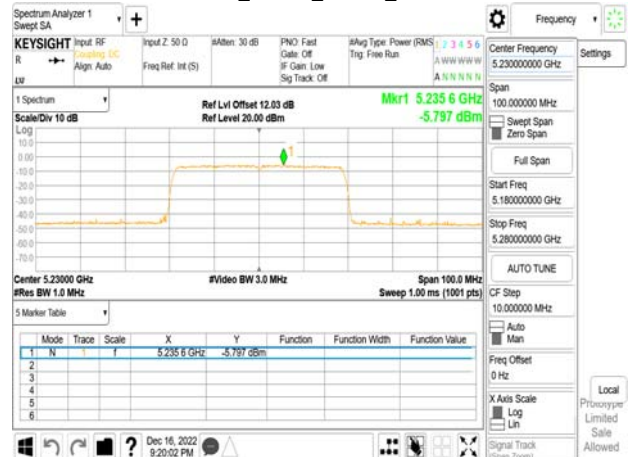 Spectrum Analyzer 1
Swept SA
+
Frequency
KEYSIGHT
Input: RF
Coupling: DC
Align: Auto
Input Z: 50 Ω
Freq Ref: Int (S)
#Atten: 30 dB
PNO: Fast
Gate: Off
IF Gain: Low
Sig Track: Off
#Avg Type: Power (RMS
Trig: Free Run
1 2 3 4 5 6
A W W W W W
A N N N N N
R
LVI
1 Spectrum
Scale/Div 10 dB
Ref Lvl Offset 12.03 dB
Ref Level 20.00 dBm
Mkr1 5.235 6 GHz
-5.797 dBm
Log
10.0
0.00
-10.0
-20.0
-30.0
-40.0
-50.0
-60.0
-70.0
1
Center 5.23000 GHz
#Res BW 1.0 MHz
#Video BW 3.0 MHz
Span 100.0 MHz
Sweep 1.00 ms (1001 pts)
5 Marker Table
Mode Trace Scale X Y Function Function Width Function Value
1 N 1 f 5.235 6 GHz -5.797 dBm
2
3
4
5
6
?
Dec 16, 2022
9:20:02 PM
Center Frequency
5.230000000 GHz
Settings
Span
100.000000 MHz
Swept Span
Zero Span
Full Span
Start Freq
5.180000000 GHz
Stop Freq
5.280000000 GHz
AUTO TUNE
CF Step
10.000000 MHz
Auto
Man
Freq Offset
0 Hz
X Axis Scale
Log
Lin
Local
Prototype
Limited
Sale
Allowed
Signal Track
(Span Zoom)